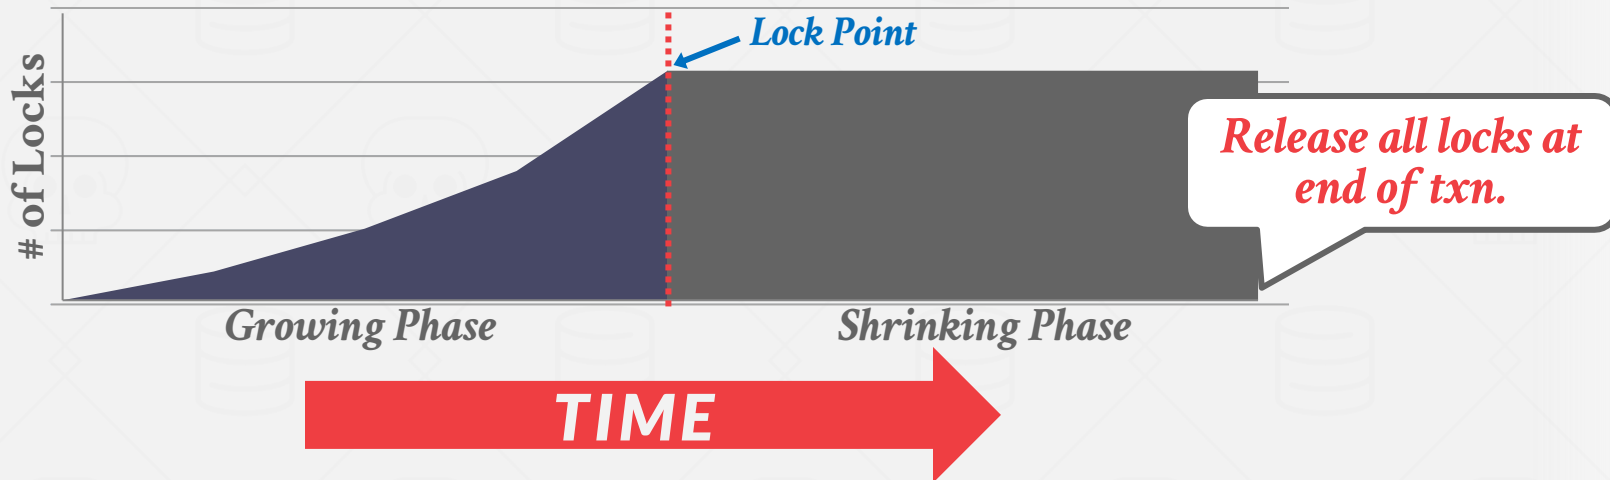 # of Locks
Lock Point
Release all locks at
end of txn.
Growing Phase
Shrinking Phase
TIME